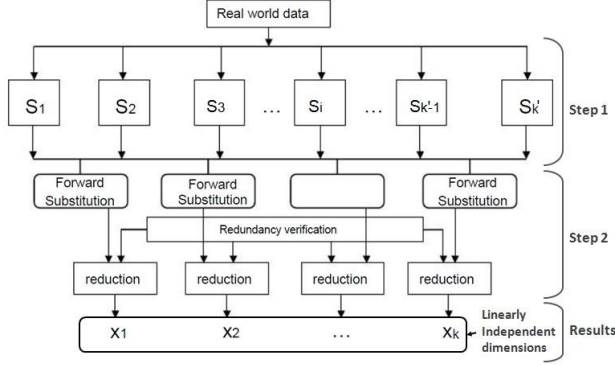 Real world data
S1
S2
S3
...
Si
...
Sk'-1
Sk'
Step 1
Forward
Substitution
Forward
Substitution
Forward
Substitution
Redundancy verification
Step 2
reduction
reduction
reduction
reduction
X1
X2
...
Xk
Linearly
Independent
dimensions
Results